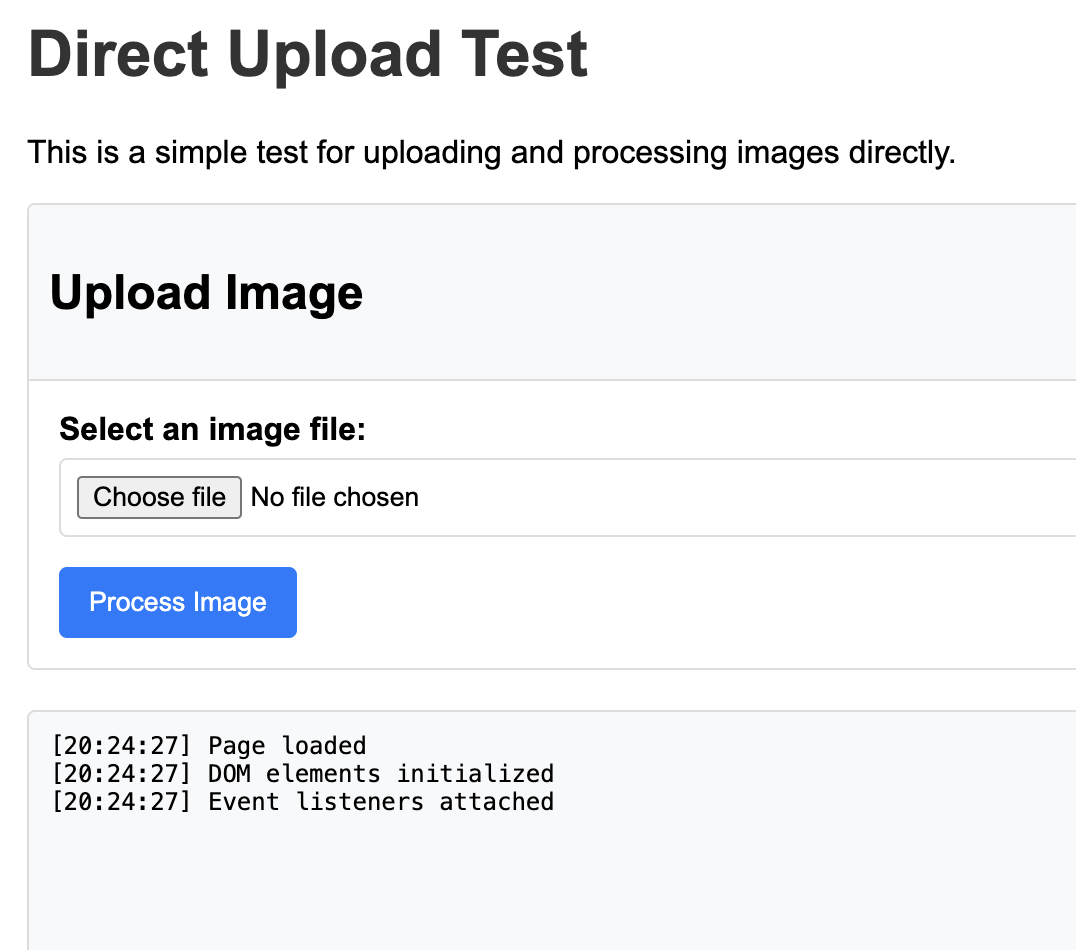 Direct Upload Test
This is a simple test for uploading and processing images directly.
Upload Image
Select an image file:
Choose file No file chosen
Process Image
[20:24:27] Page loaded
[20:24:27] DOM elements initialized
[20:24:27] Event listeners attached